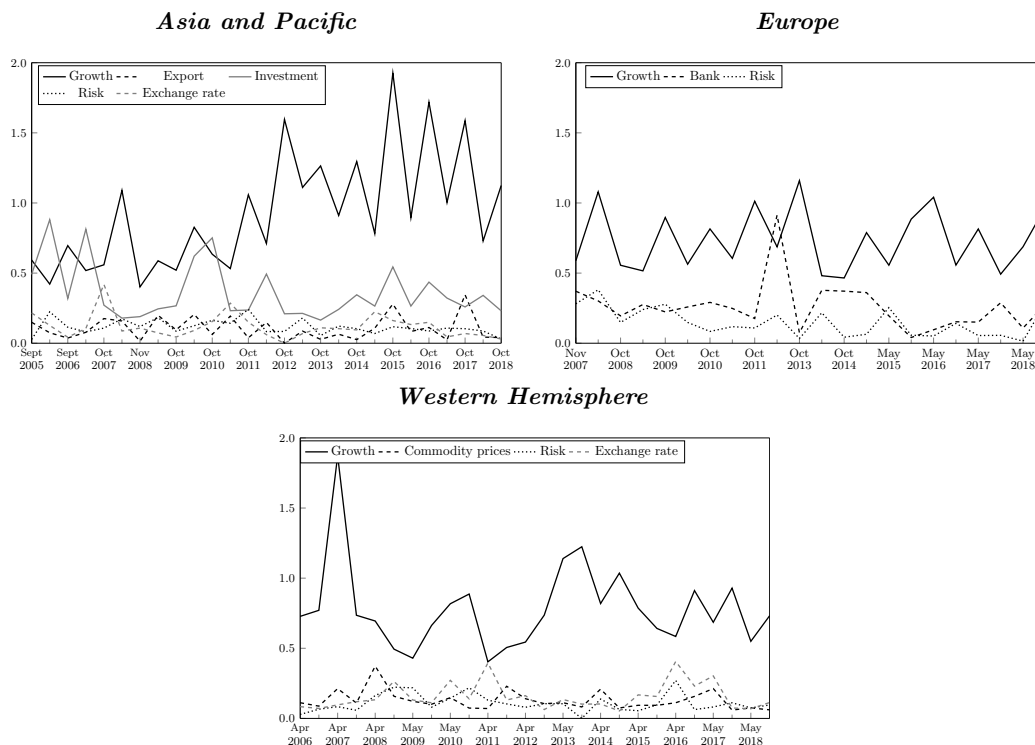 Asia and Pacific
2.0
1.5
1.0
0.5
0.0
Growth Export Investment
Risk Exchange rate
Sept Sept Oct Nov Oct Oct Oct Oct Oct Oct Oct Oct Oct Oct
2005 2006 2007 2008 2009 2010 2011 2012 2013 2014 2015 2016 2017 2018
Europe
2.0
1.5
1.0
0.5
0.0
Growth Bank Risk
Nov Oct Oct Oct Oct Oct Oct May May May May
2007 2008 2009 2010 2011 2012 2013 2014 2015 2016 2017 2018
Western Hemisphere
2.0
1.5
1.0
0.5
0.0
Growth Commodity prices Risk Exchange rate
Apr Apr Apr May May Apr Apr May Apr Apr Apr May May
2006 2007 2008 2009 2010 2011 2012 2013 2014 2015 2016 2017 2018